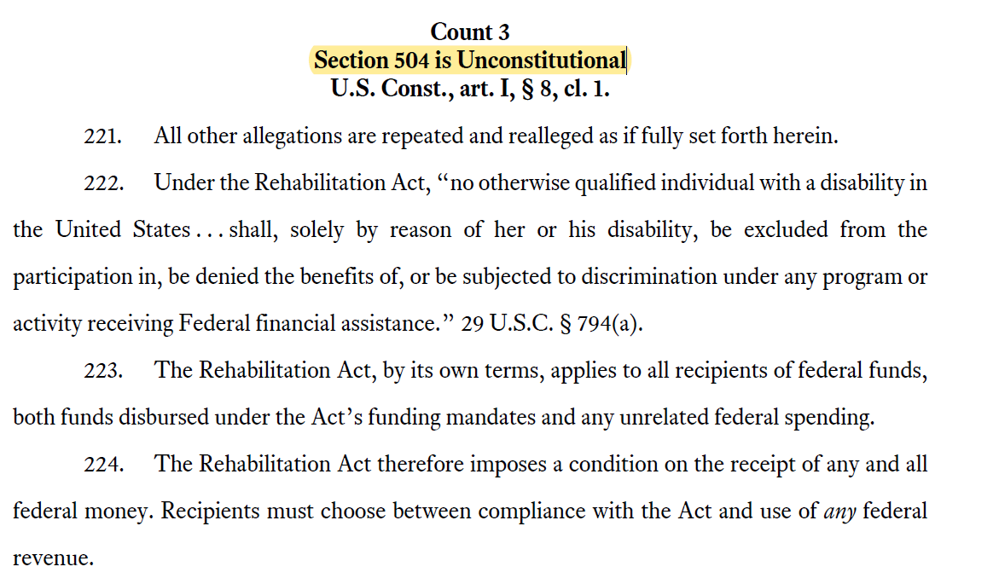 Count 3
Section 504 is Unconstitutional
U.S. Const., art. I, § 8, cl. 1.
221. All other allegations are repeated and realleged as if fully set forth herein.
222. Under the Rehabilitation Act, “no otherwise qualified individual with a disability in
the United States . . . shall, solely by reason of her or his disability, be excluded from the
participation in, be denied the benefits of, or be subjected to discrimination under any program or
activity receiving Federal financial assistance.” 29 U.S.C. § 794(a).
223. The Rehabilitation Act, by its own terms, applies to all recipients of federal funds,
both funds disbursed under the Act’s funding mandates and any unrelated federal spending.
224. The Rehabilitation Act therefore imposes a condition on the receipt of any and all
federal money. Recipients must choose between compliance with the Act and use of any federal
revenue.